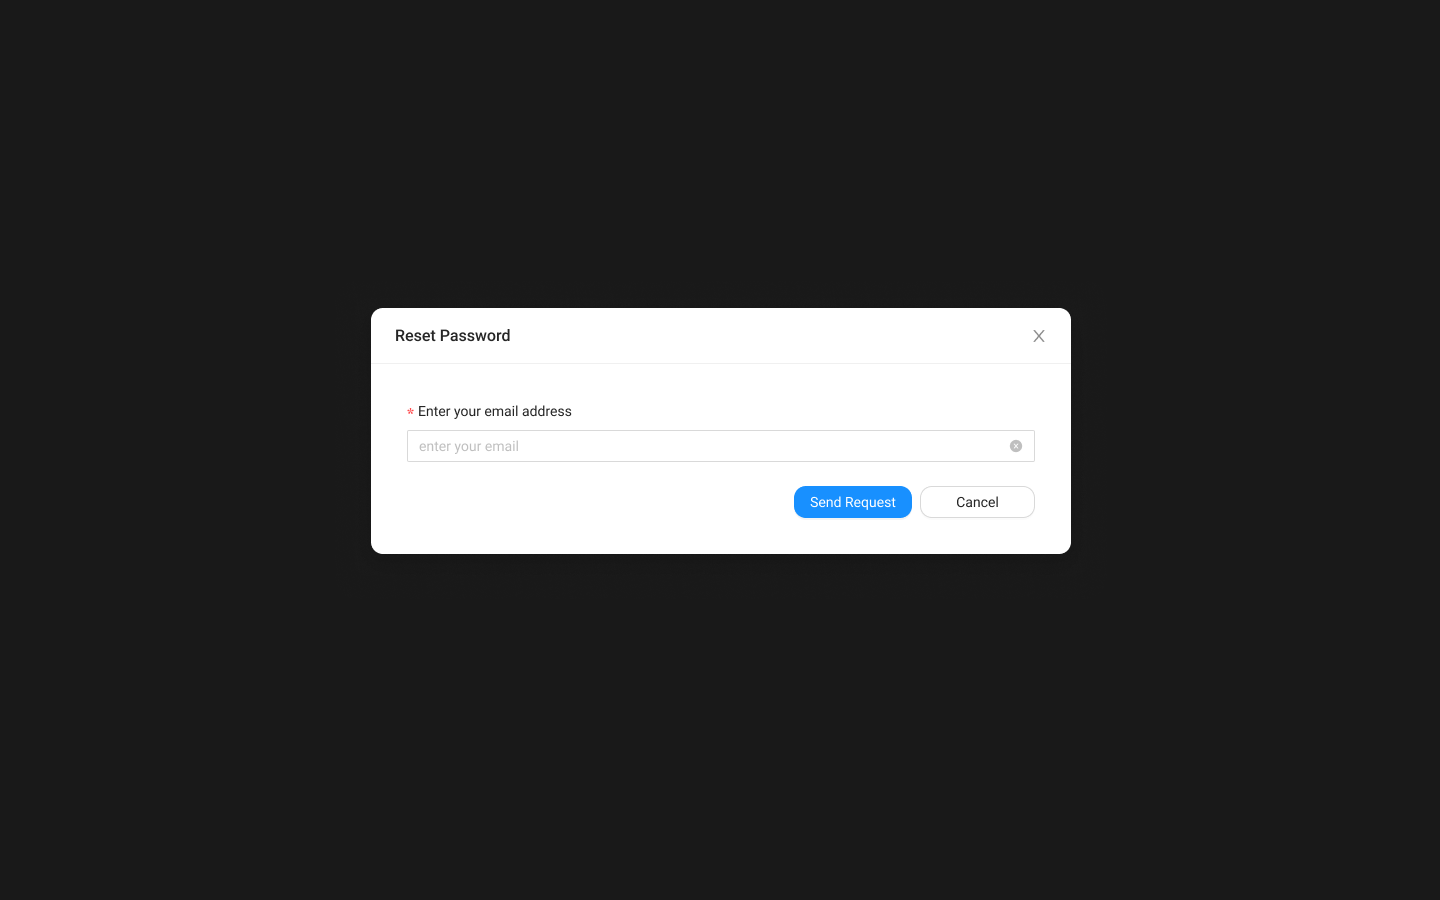 Reset Password
* Enter your email address
enter your email
Send Request
Cancel